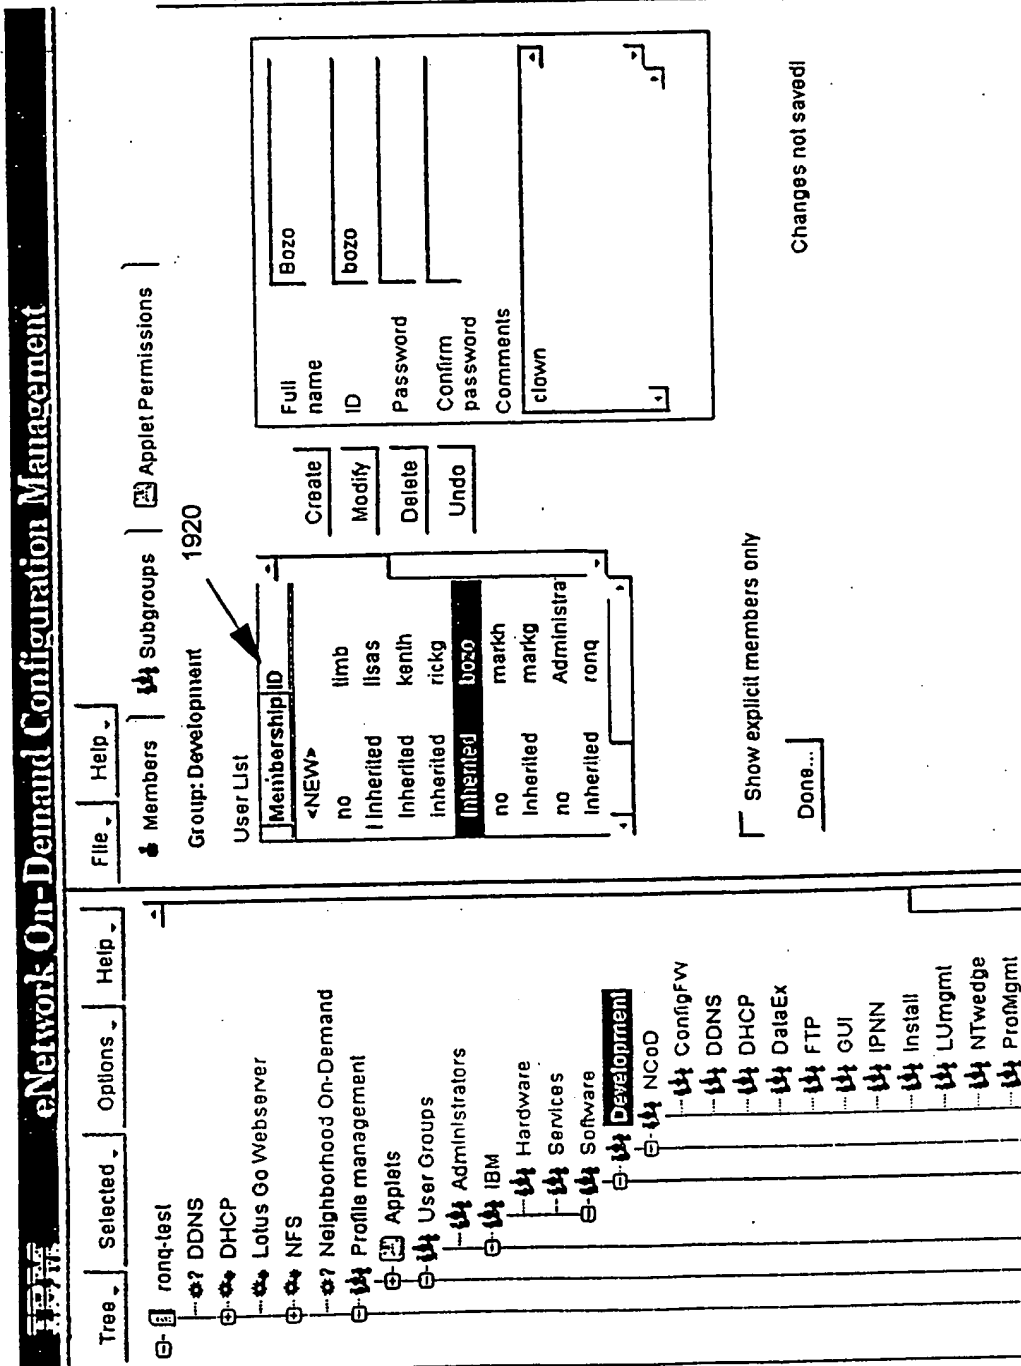 IBM
eNetwork On-Demand Configuration Management
Tree Selected Options Help
ronq-test
? DDNS
DHCP
Lotus Go Webserver
NFS
? Neighborhood On-Demand
Profile management
Applets
User Groups
Administrators
IBM
Hardware
Services
Software
Development
NCoD
ConfigFW
DDNS
DHCP
DataEx
FTP
GUI
IPNN
Install
LUmgmt
NTwedge
ProfMgmt
File Help
Members Subgroups Applet Permissions
Group: Development
1920
User List
Membership ID
<NEW>
no timb
Inherited lisas
Inherited kenth
Inherited rickg
Inherited bozo
no markh
Inherited markg
no Administra
Inherited ronq
Create
Modify
Delete
Undo
Full name Bozo
ID bozo
Password
Confirm password
Comments
clown
Show explicit members only
Done...
Changes not saved!